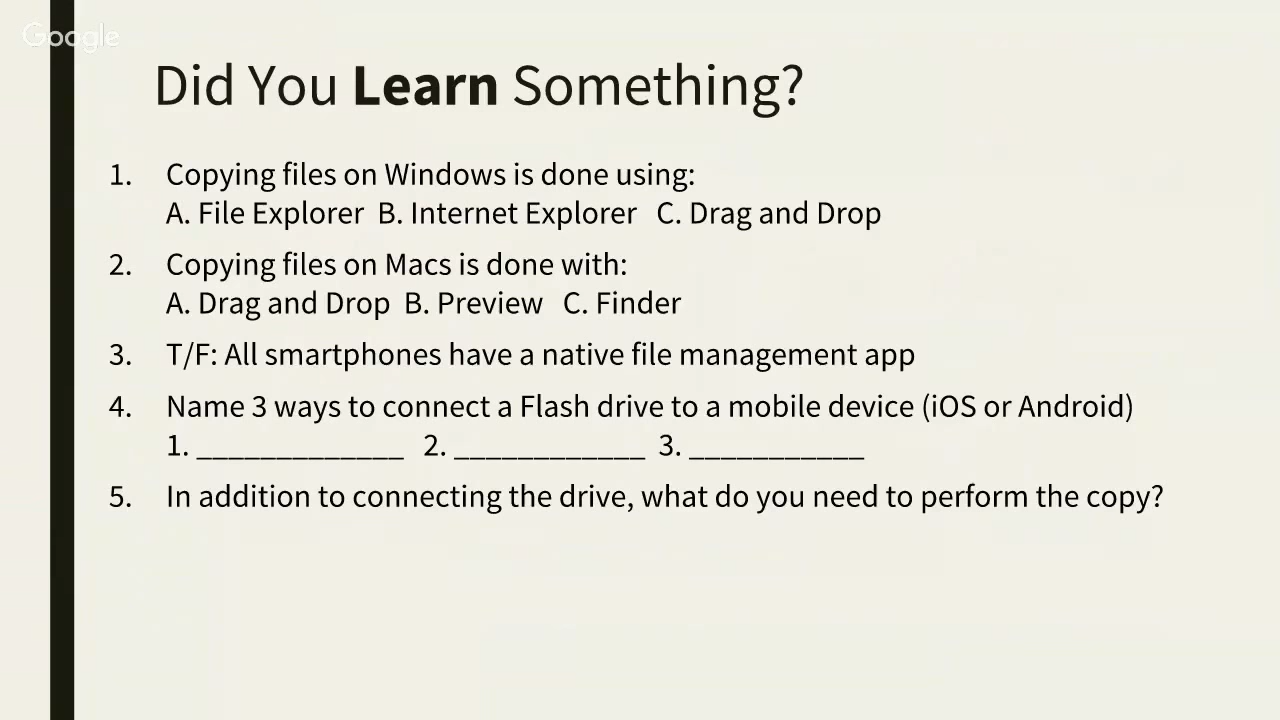 Google
Did You Learn Something?
1. Copying files on Windows is done using:
A. File Explorer B. Internet Explorer C. Drag and Drop
2. Copying files on Macs is done with:
A. Drag and Drop B. Preview C. Finder
3. T/F: All smartphones have a native file management app
4. Name 3 ways to connect a Flash drive to a mobile device (iOS or Android)
1. _____________ 2. ____________ 3. ___________
5. In addition to connecting the drive, what do you need to perform the copy?